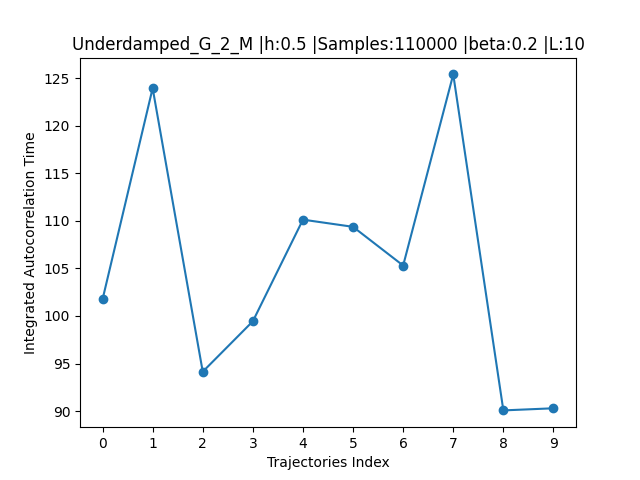 Underdamped_G_2_M |h:0.5 |Samples:110000 |beta:0.2 |L:10
Integrated Autocorrelation Time
125
120
115
110
105
100
95
90
0 1 2 3 4 5 6 7 8 9
Trajectories Index